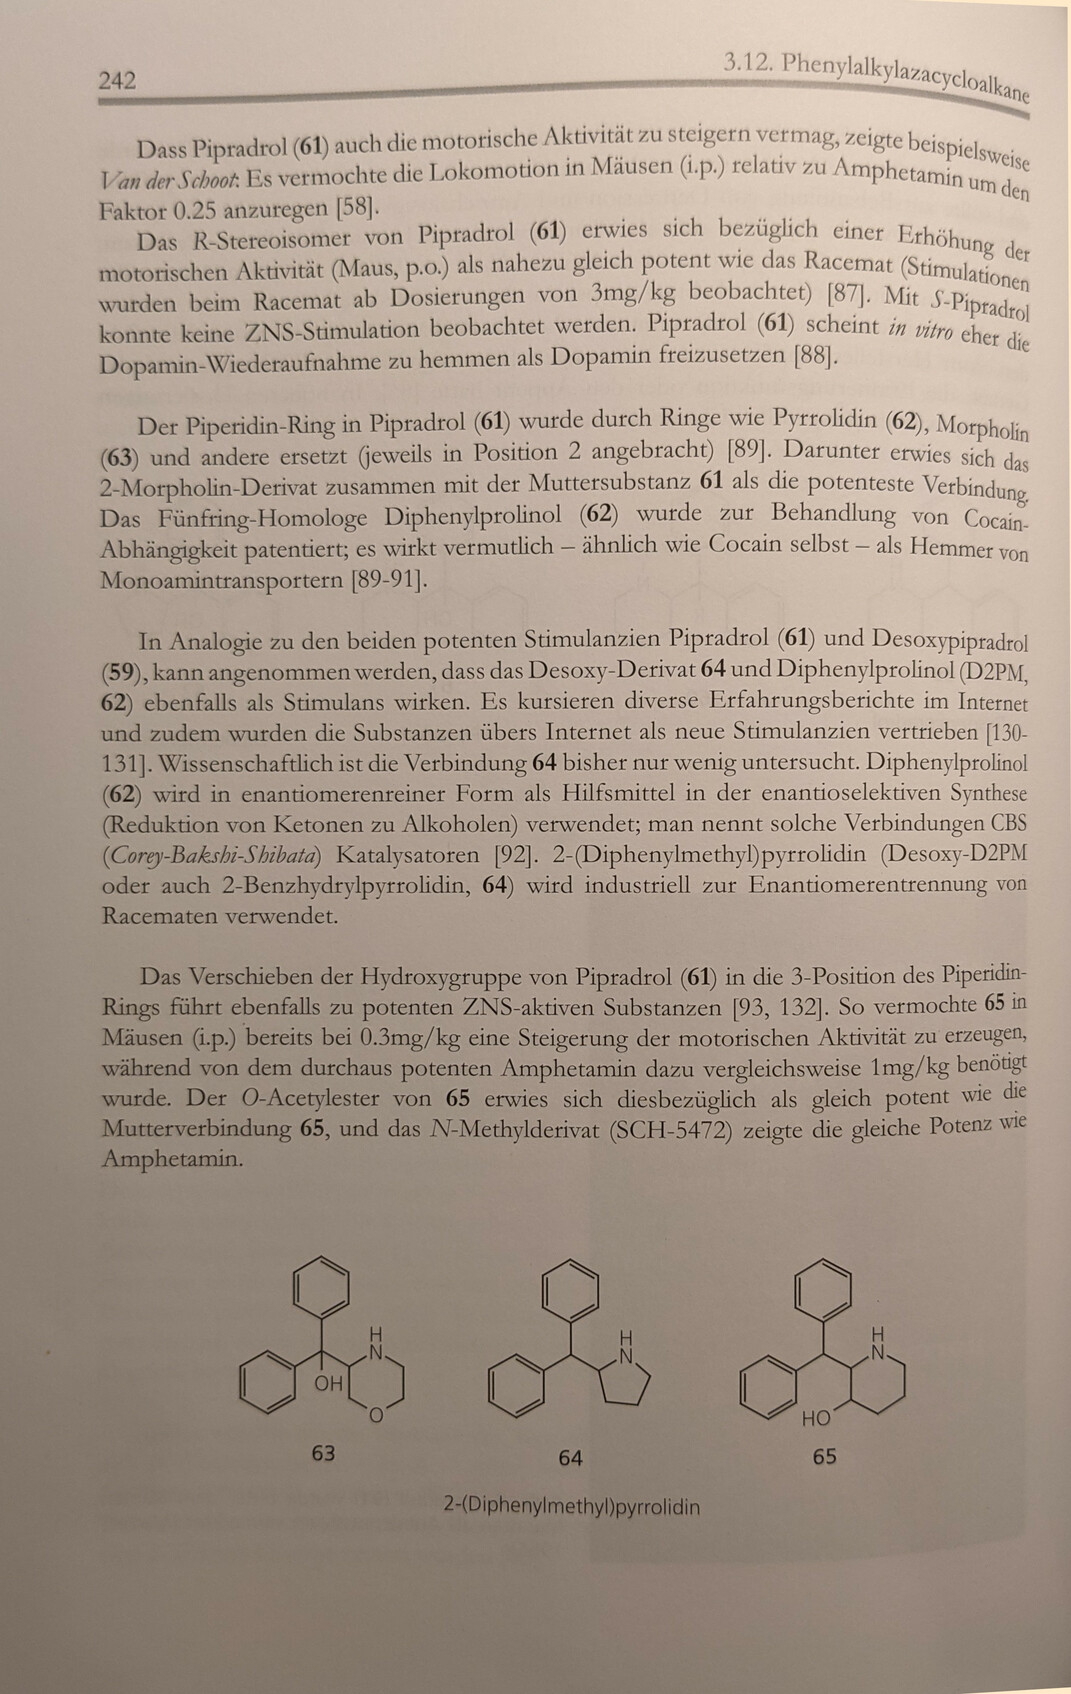 242
3.12. Phenylalkylazacycloalkane
Dass Pipradrol (61) auch die motorische Aktivität zu steigern vermag, zeigte beispielsweise
Van der Schoot: Es vermochte die Lokomotion in Mäusen (i.p.) relativ zu Amphetamin um den
Faktor 0.25 anzuregen [58].
Das R-Stereoisomer von Pipradrol (61) erwies sich bezüglich einer Erhöhung der
motorischen Aktivität (Maus, p.o.) als nahezu gleich potent wie das Racemat (Stimulationen
wurden beim Racemat ab Dosierungen von 3mg/kg beobachtet) [87]. Mit S-Pipradrol
konnte keine ZNS-Stimulation beobachtet werden. Pipradrol (61) scheint in vitro eher die
Dopamin-Wiederaufnahme zu hemmen als Dopamin freizusetzen [88].
Der Piperidin-Ring in Pipradrol (61) wurde durch Ringe wie Pyrrolidin (62), Morpholin
(63) und andere ersetzt (jeweils in Position 2 angebracht) [89]. Darunter erwies sich das
2-Morpholin-Derivat zusammen mit der Muttersubstanz 61 als die potenteste Verbindung.
Das Fünfring-Homologe Diphenylprolinol (62) wurde zur Behandlung von Cocain-
Abhängigkeit patentiert; es wirkt vermutlich – ähnlich wie Cocain selbst – als Hemmer von
Monoamintransportern [89-91].
In Analogie zu den beiden potenten Stimulanzien Pipradrol (61) und Desoxypipradrol
(59), kann angenommen werden, dass das Desoxy-Derivat 64 und Diphenylprolinol (D2PM,
62) ebenfalls als Stimulans wirken. Es kursieren diverse Erfahrungsberichte im Internet
und zudem wurden die Substanzen übers Internet als neue Stimulanzien vertrieben [130-
131]. Wissenschaftlich ist die Verbindung 64 bisher nur wenig untersucht. Diphenylprolinol
(62) wird in enantiomerenreiner Form als Hilfsmittel in der enantioselektiven Synthese
(Reduktion von Ketonen zu Alkoholen) verwendet; man nennt solche Verbindungen CBS
(Corey-Bakshi-Shibata) Katalysatoren [92]. 2-(Diphenylmethyl)pyrrolidin (Desoxy-D2PM
oder auch 2-Benzhydrylpyrrolidin, 64) wird industriell zur Enantiomerentrennung von
Racematen verwendet.
Das Verschieben der Hydroxygruppe von Pipradrol (61) in die 3-Position des Piperidin-
Rings führt ebenfalls zu potenten ZNS-aktiven Substanzen [93, 132]. So vermochte 65 in
Mäusen (i.p.) bereits bei 0.3mg/kg eine Steigerung der motorischen Aktivität zu erzeugen,
während von dem durchaus potenten Amphetamin dazu vergleichsweise 1mg/kg benötigt
wurde. Der O-Acetylester von 65 erwies sich diesbezüglich als gleich potent wie die
Mutterverbindung 65, und das N-Methylderivat (SCH-5472) zeigte die gleiche Potenz wie
Amphetamin.
H
N
OH
O
63
H
N
64
H
N
HO
65
2-(Diphenylmethyl)pyrrolidin